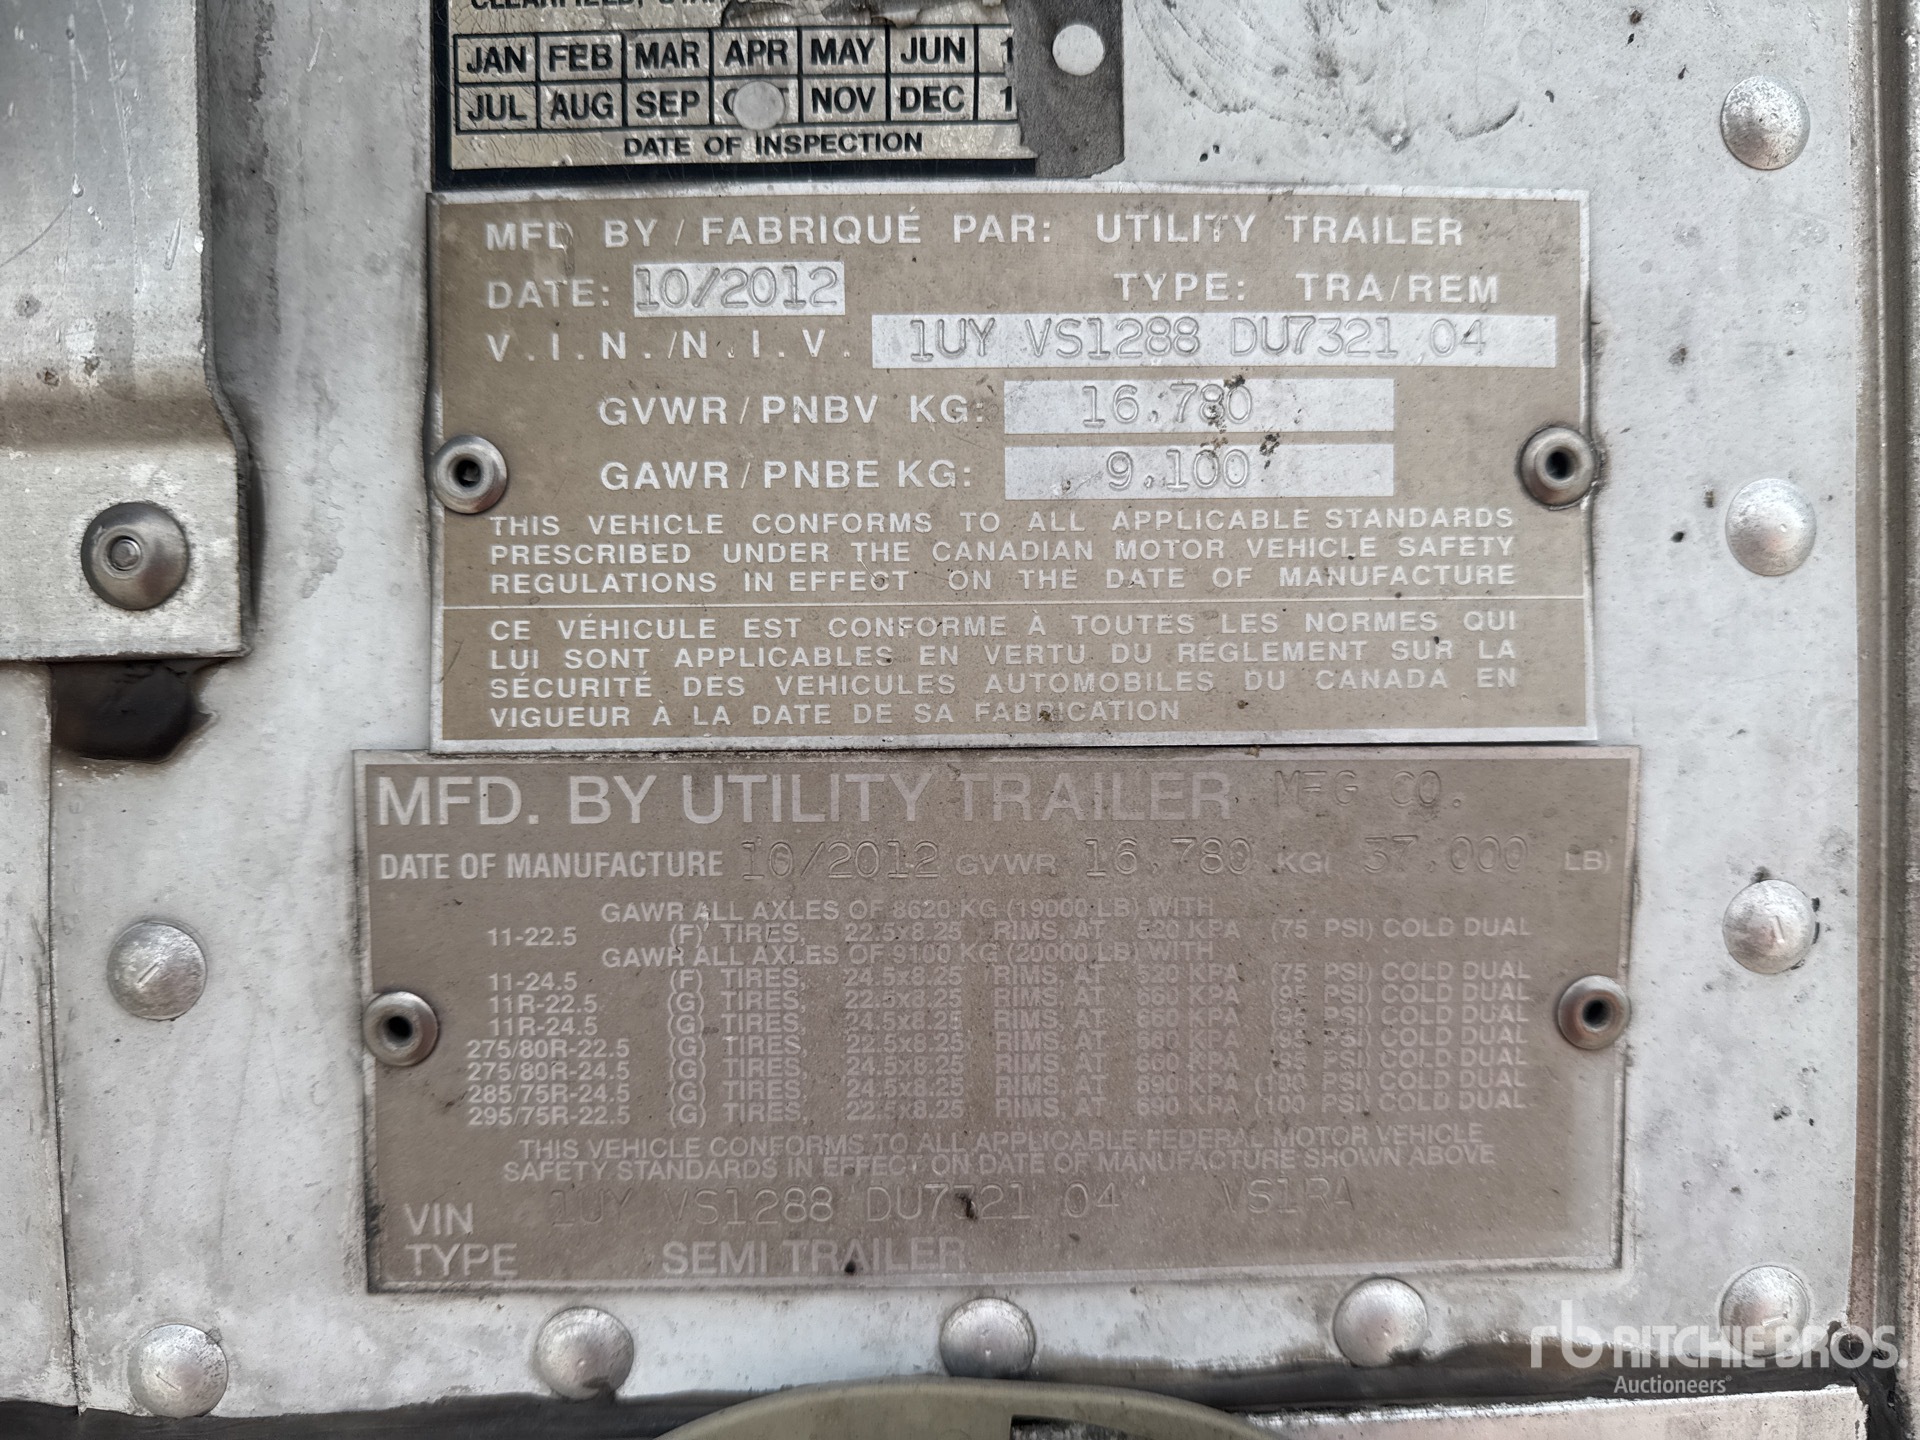 JAN FEB MAR APR MAY JUN 1
JUL AUG SEP OCT NOV DEC 1
DATE OF INSPECTION
MFD BY / FABRIQUÉ PAR: UTILITY TRAILER
DATE: 10/2012 TYPE: TRA/REM
V.I.N./N.I.V. 1UY VS1288 DU7321 04
GVWR/PNBV KG: 16,780
GAWR/PNBE KG: 9,100
THIS VEHICLE CONFORMS TO ALL APPLICABLE STANDARDS
PRESCRIBED UNDER THE CANADIAN MOTOR VEHICLE SAFETY
REGULATIONS IN EFFECT ON THE DATE OF MANUFACTURE
CE VÉHICULE EST CONFORME À TOUTES LES NORMES QUI
LUI SONT APPLICABLES EN VERTU DU RÉGLEMENT SUR LA
SÉCURITÉ DES VEHICULES AUTOMOBILES DU CANADA EN
VIGUEUR À LA DATE DE SA FABRICATION
MFD. BY UTILITY TRAILER MFG CO.
DATE OF MANUFACTURE 10/2012 GVWR 16,780 KG( 37,000 LB)
GAWR ALL AXLES OF 8620 KG (19000 LB) WITH
11-22.5 (F) TIRES, 22.5x8.25 RIMS, AT 520 KPA (75 PSI) COLD DUAL
GAWR ALL AXLES OF 9100 KG (20000 LB) WITH
11-24.5 (F) TIRES, 24.5x8.25 RIMS, AT 520 KPA (75 PSI) COLD DUAL
11R-22.5 (G) TIRES, 22.5x8.25 RIMS, AT 660 KPA (95 PSI) COLD DUAL
11R-24.5 (G) TIRES, 24.5x8.25 RIMS, AT 660 KPA (95 PSI) COLD DUAL
275/80R-22.5 (G) TIRES, 22.5x8.25 RIMS, AT 660 KPA (95 PSI) COLD DUAL
275/80R-24.5 (G) TIRES, 24.5x8.25 RIMS, AT 660 KPA (95 PSI) COLD DUAL
285/75R-24.5 (G) TIRES, 24.5x8.25 RIMS, AT 690 KPA (100 PSI) COLD DUAL
295/75R-22.5 (G) TIRES, 22.5x8.25 RIMS, AT 690 KPA (100 PSI) COLD DUAL
THIS VEHICLE CONFORMS TO ALL APPLICABLE FEDERAL MOTOR VEHICLE
SAFETY STANDARDS IN EFFECT ON DATE OF MANUFACTURE SHOWN ABOVE
VIN 1UY VS1288 DU7321 04 VS1RA
TYPE SEMI TRAILER
rb RITCHIE BROS.
Auctioneers